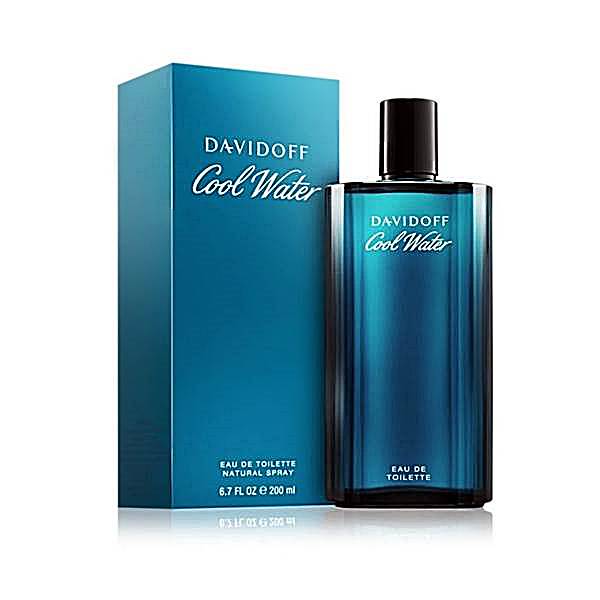 DAVIDOFF
Cool Water
EAU DE TOILETTE
NATURAL SPRAY
6.7 FL OZ e 200 ml
DAVIDOFF
Cool Water
EAU DE
TOILETTE